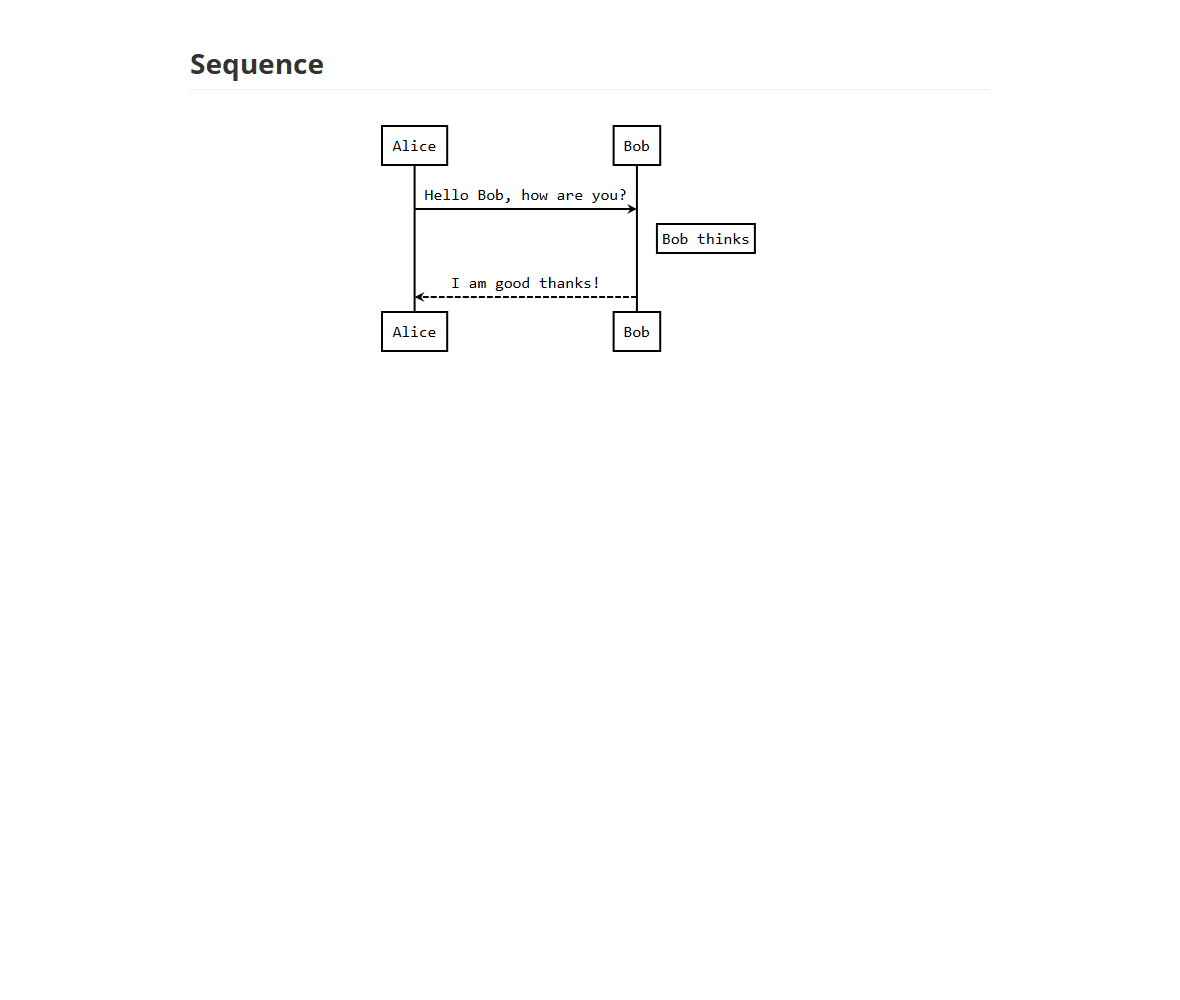 Sequence
Alice
Bob
Hello Bob, how are you?
Bob thinks
I am good thanks!
Alice
Bob